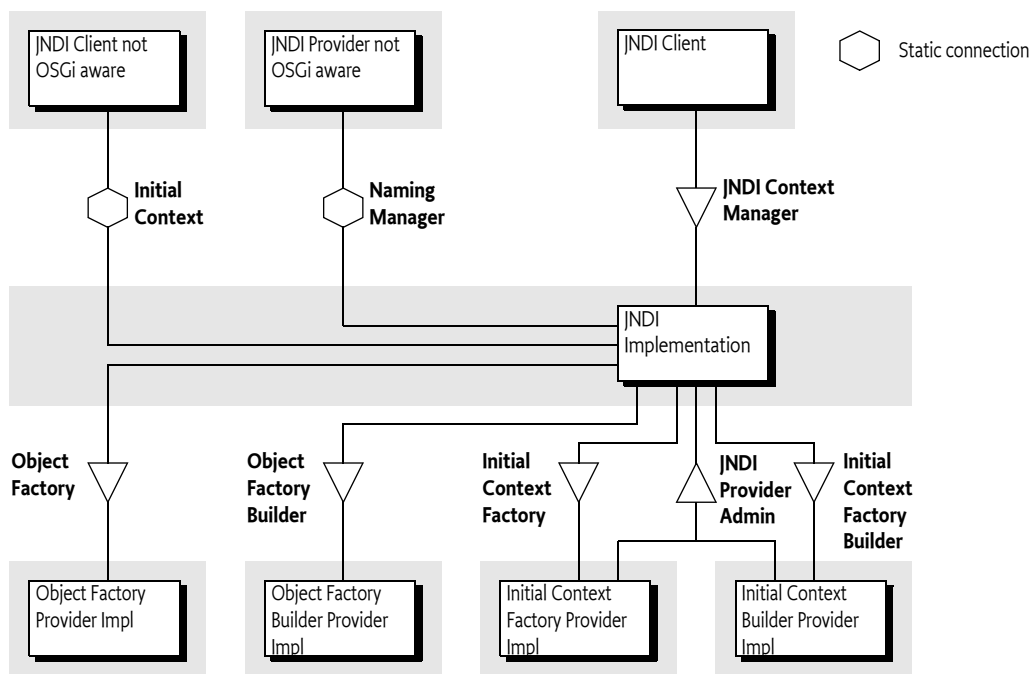 JNDI Client not
OSGi aware
JNDI Provider not
OSGi aware
JNDI Client
Static connection
Initial
Context
Naming
Manager
JNDI Context
Manager
JNDI
Implementation
Object
Factory
Object
Factory
Builder
Initial
Context
Factory
JNDI
Provider
Admin
Initial
Context
Factory
Builder
Object Factory
Provider Impl
Object Factory
Builder Provider
Impl
Initial Context
Factory Provider
Impl
Initial Context
Builder Provider
Impl